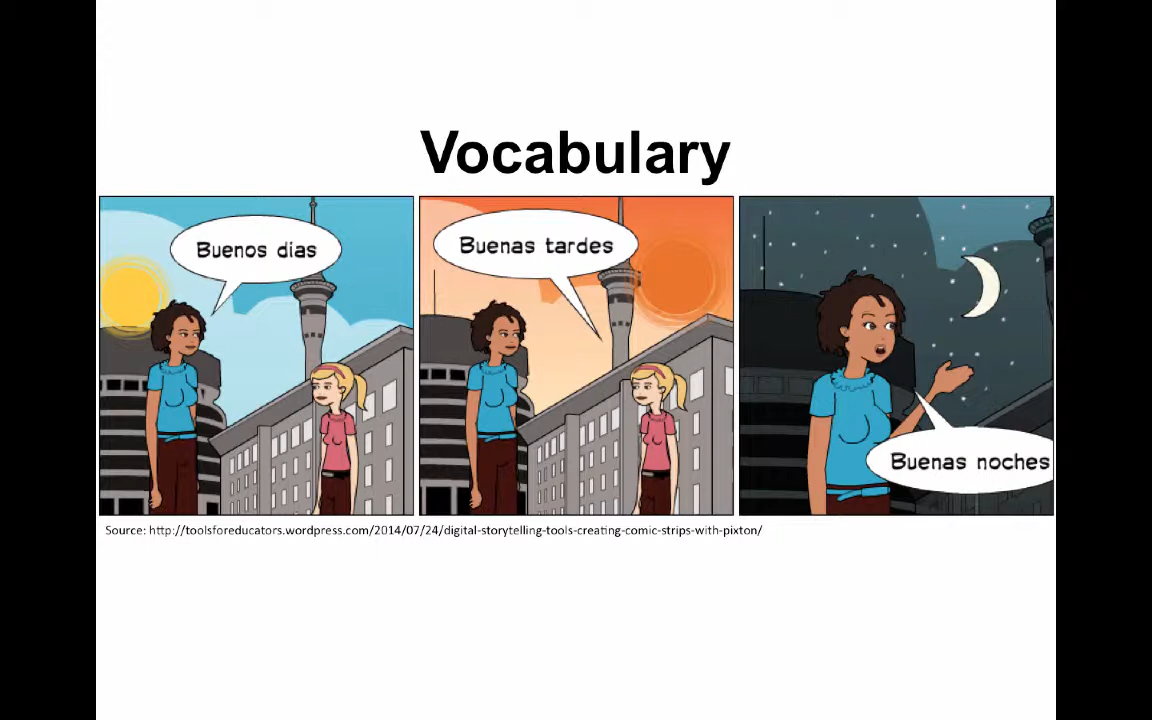 Vocabulary
Buenos días
Buenas tardes
Buenas noches
Source: http://toolsforeducators.wordpress.com/2014/07/24/digital-storytelling-tools-creating-comic-strips-with-pixton/